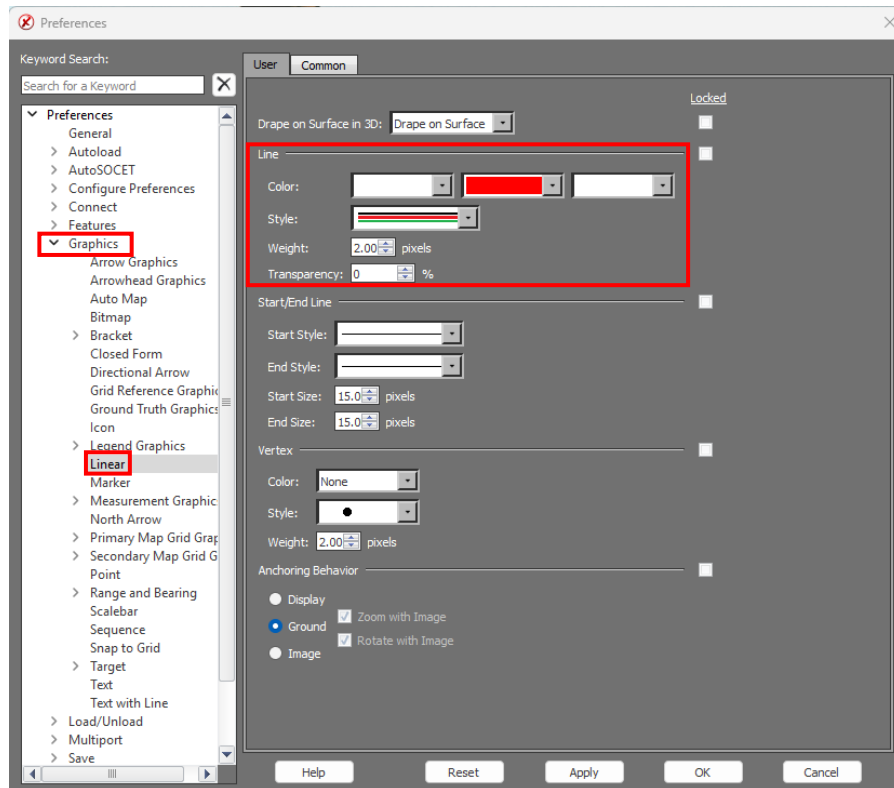 Preferences
Keyword Search:
Search for a Keyword
Preferences
General
Autoload
AutoSOCET
Configure Preferences
Connect
Features
Graphics
Arrow Graphics
Arrowhead Graphics
Auto Map
Bitmap
Bracket
Closed Form
Directional Arrow
Grid Reference Graphic
Ground Truth Graphics
Icon
Legend Graphics
Linear
Marker
Measurement Graphic
North Arrow
Primary Map Grid Grap
Secondary Map Grid G
Point
Range and Bearing
Scalebar
Sequence
Snap to Grid
Target
Text
Text with Line
Load/Unload
Multiport
Save
User Common
Locked
Drape on Surface in 3D: Drape on Surface
Line
Color:
Style:
Weight: 2.00 pixels
Transparency: 0 %
Start/End Line
Start Style:
End Style:
Start Size: 15.0 pixels
End Size: 15.0 pixels
Vertex
Color: None
Style:
Weight: 2.00 pixels
Anchoring Behavior
Display
Ground
Image
Zoom with Image
Rotate with Image
Help Reset Apply OK Cancel